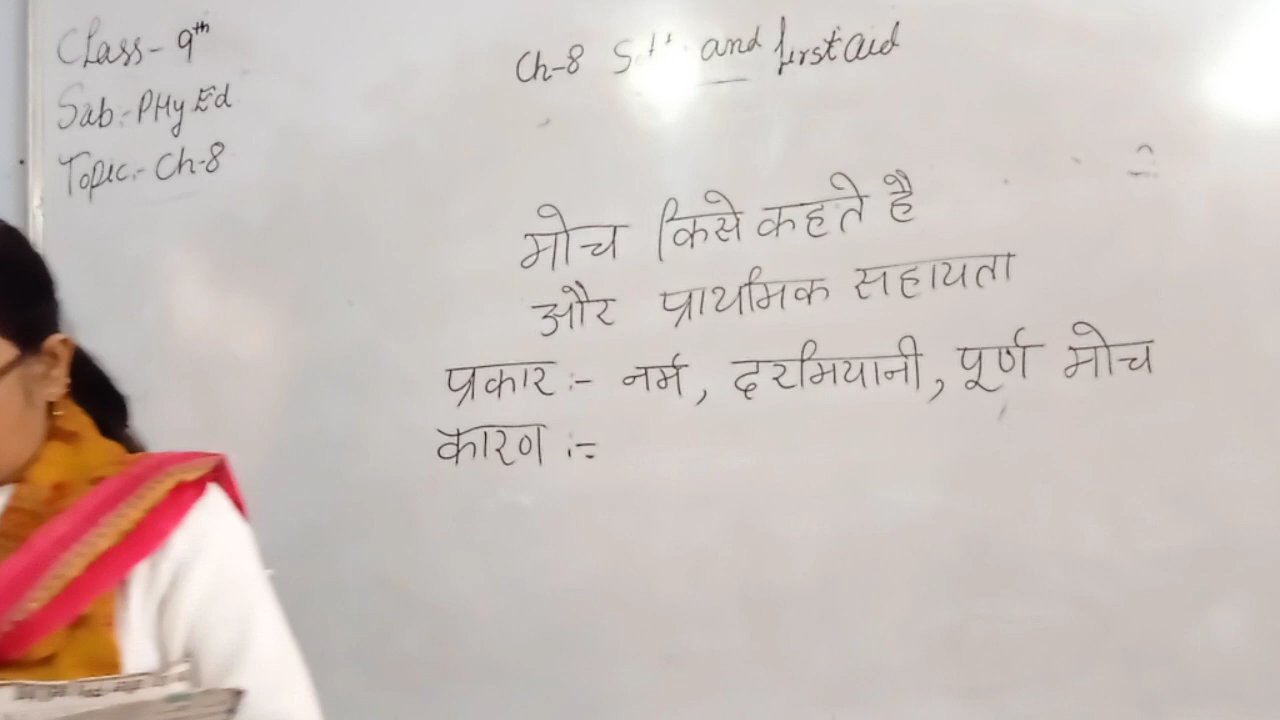 Class- 9th
Sub:- PHy Ed
Topic:- Ch-8
Ch-8 and first aid
मोच किसे कहते है
और प्राथमिक सहायता
प्रकार :- नर्म, दरमियानी, पूर्ण मोच
कारण :-